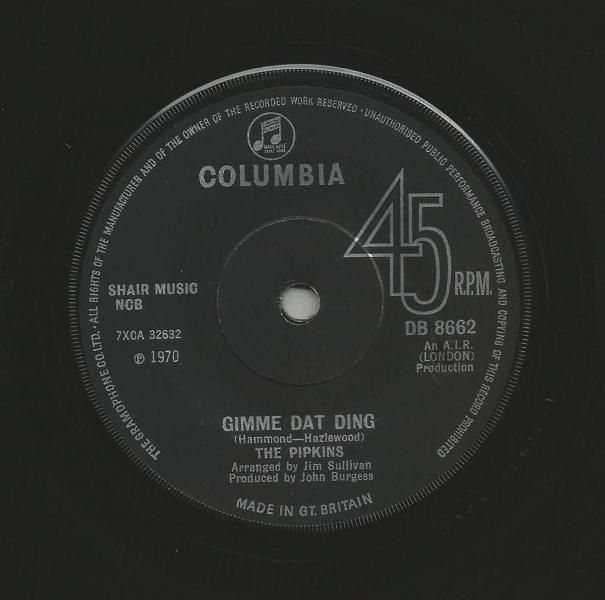 THE GRAMOPHONE CO.LTD. · ALL RIGHTS OF THE MANUFACTURER AND OF THE OWNER OF THE RECORDED WORK RESERVED · UNAUTHORISED PUBLIC PERFORMANCE BROADCASTING AND COPYING OF THIS RECORD PROHIBITED
COLUMBIA
45
R.P.M.
SHAIR MUSIC
NCB
7XCA 32632
℗ 1970
DB 8662
An A.I.R.
(LONDON)
Production
GIMME DAT DING
(Hammond—Hazlewood)
THE PIPKINS
Arranged by Jim Sullivan
Produced by John Burgess
MADE IN GT. BRITAIN